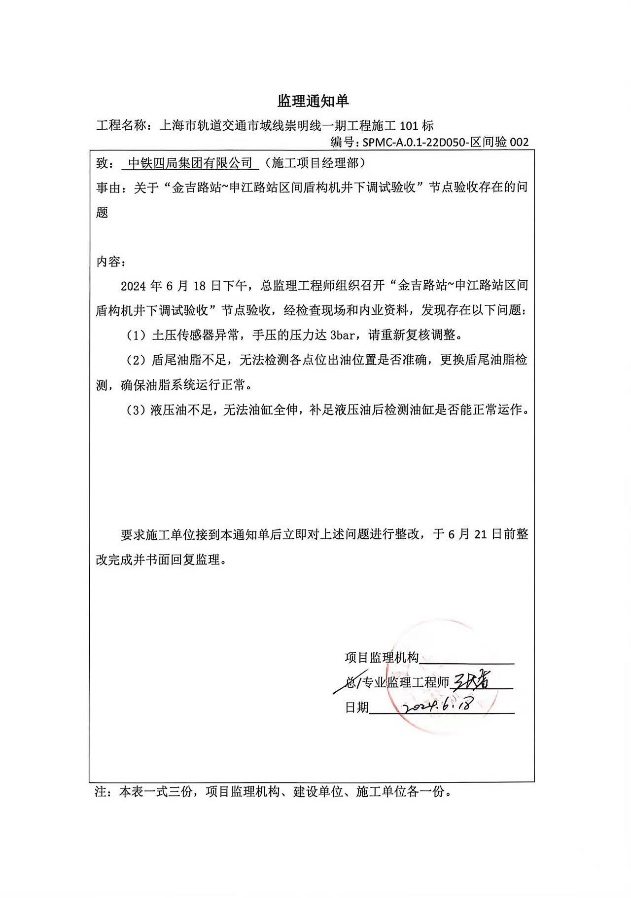 监理通知单
工程名称：上海市轨道交通市域线崇明线一期工程施工 101 标
编号：SPMC-A.0.1-22D050-区间验 002
致： 中铁四局集团有限公司 （施工项目经理部）
事由：关于“金吉路站~申江路站区间盾构机井下调试验收”节点验收存在的问
题
内容：
2024 年 6 月 18 日下午，总监理工程师组织召开“金吉路站~申江路站区间
盾构机井下调试验收”节点验收，经检查现场和内业资料，发现存在以下问题：
（1）土压传感器异常，手压的压力达 3bar，请重新复核调整。
（2）盾尾油脂不足，无法检测各点位出油位置是否准确，更换盾尾油脂检
测，确保油脂系统运行正常。
（3）液压油不足，无法油缸全伸，补足液压油后检测油缸是否能正常运作。
要求施工单位接到本通知单后立即对上述问题进行整改，于 6 月 21 日前整
改完成并书面回复监理。
项目监理机构
总/专业监理工程师
日期 2024.6.18
注：本表一式三份，项目监理机构、建设单位、施工单位各一份。